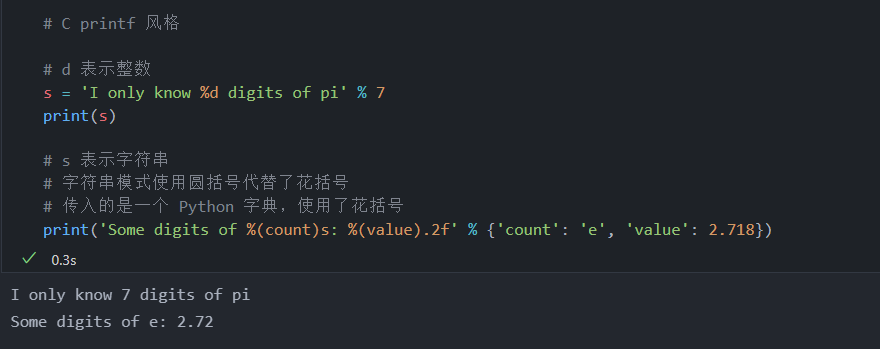 # C printf 风格
# d 表示整数
s = 'I only know %d digits of pi' % 7
print(s)
# s 表示字符串
# 字符串模式使用圆括号代替了花括号
# 传入的是一个 Python 字典，使用了花括号
print('Some digits of %(count)s: %(value).2f' % {'count': 'e', 'value': 2.718})
0.3s
I only know 7 digits of pi
Some digits of e: 2.72